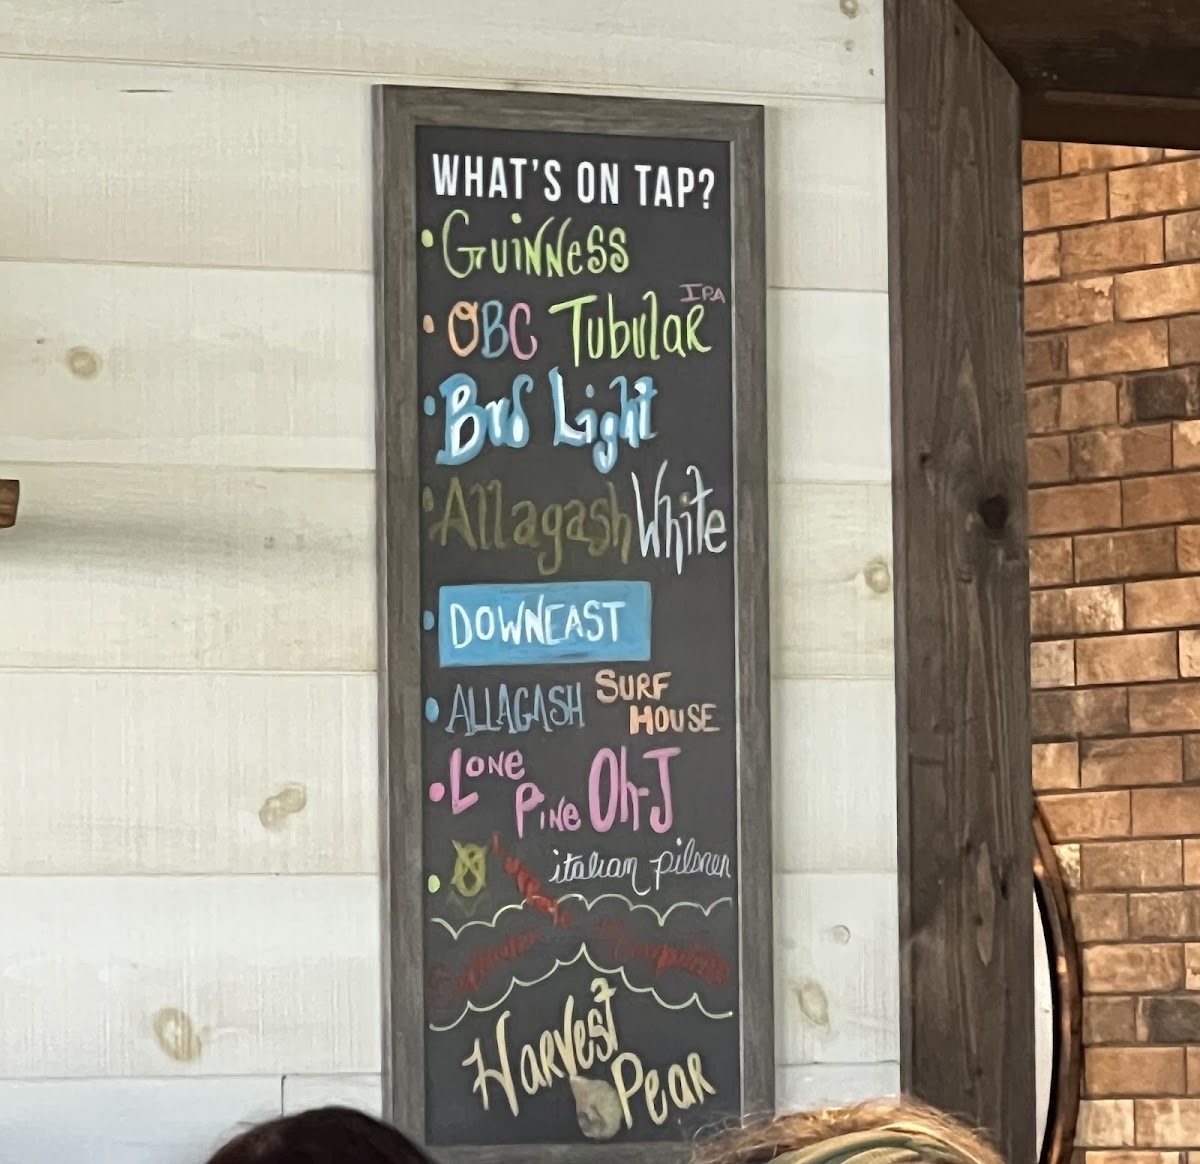 WHAT'S ON TAP?
• Guinness
• OBC Tubular IPA
• Bud Light
• Allagash White
• DOWNEAST
• ALLAGASH SURF HOUSE
• Lone Pine Oh-J
• italian pilsner
Harvest Pear